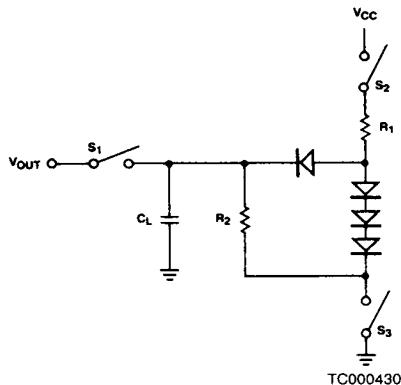 VCC
S2
R1
S1
VOUT
CL
R2
S3
TC000430